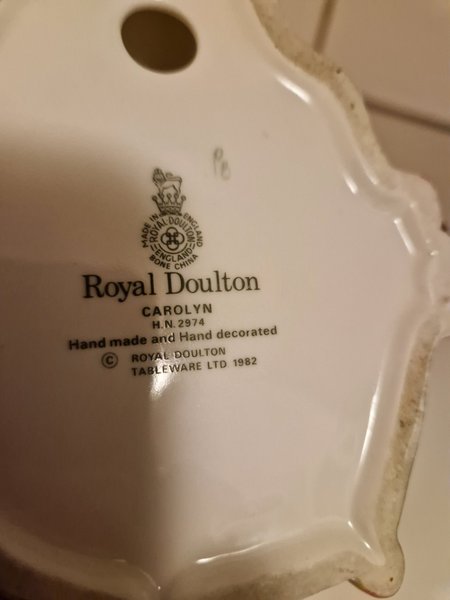 MADE IN ENGLAND
ROYAL DOULTON
ENGLAND
BONE CHINA
Royal Doulton
CAROLYN
H.N. 2974
Hand made and Hand decorated
© ROYAL DOULTON
TABLEWARE LTD 1982